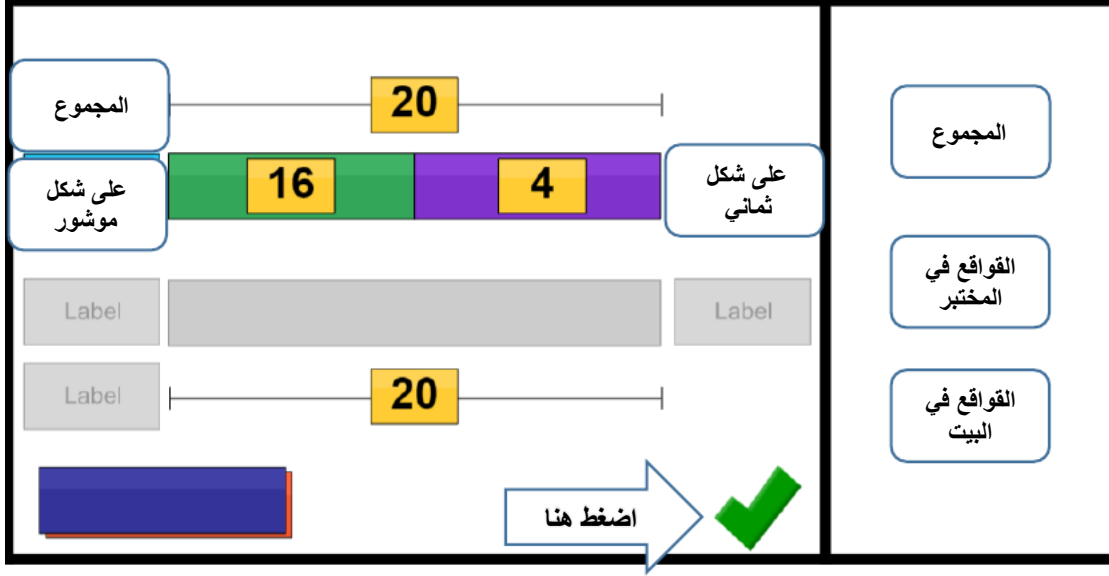 المجموع
20
على شكل
موشور
16
4
على شكل
ثماني
Label
Label
Label
20
اضغط هنا
المجموع
القواقع في
المختبر
القواقع في
البيت